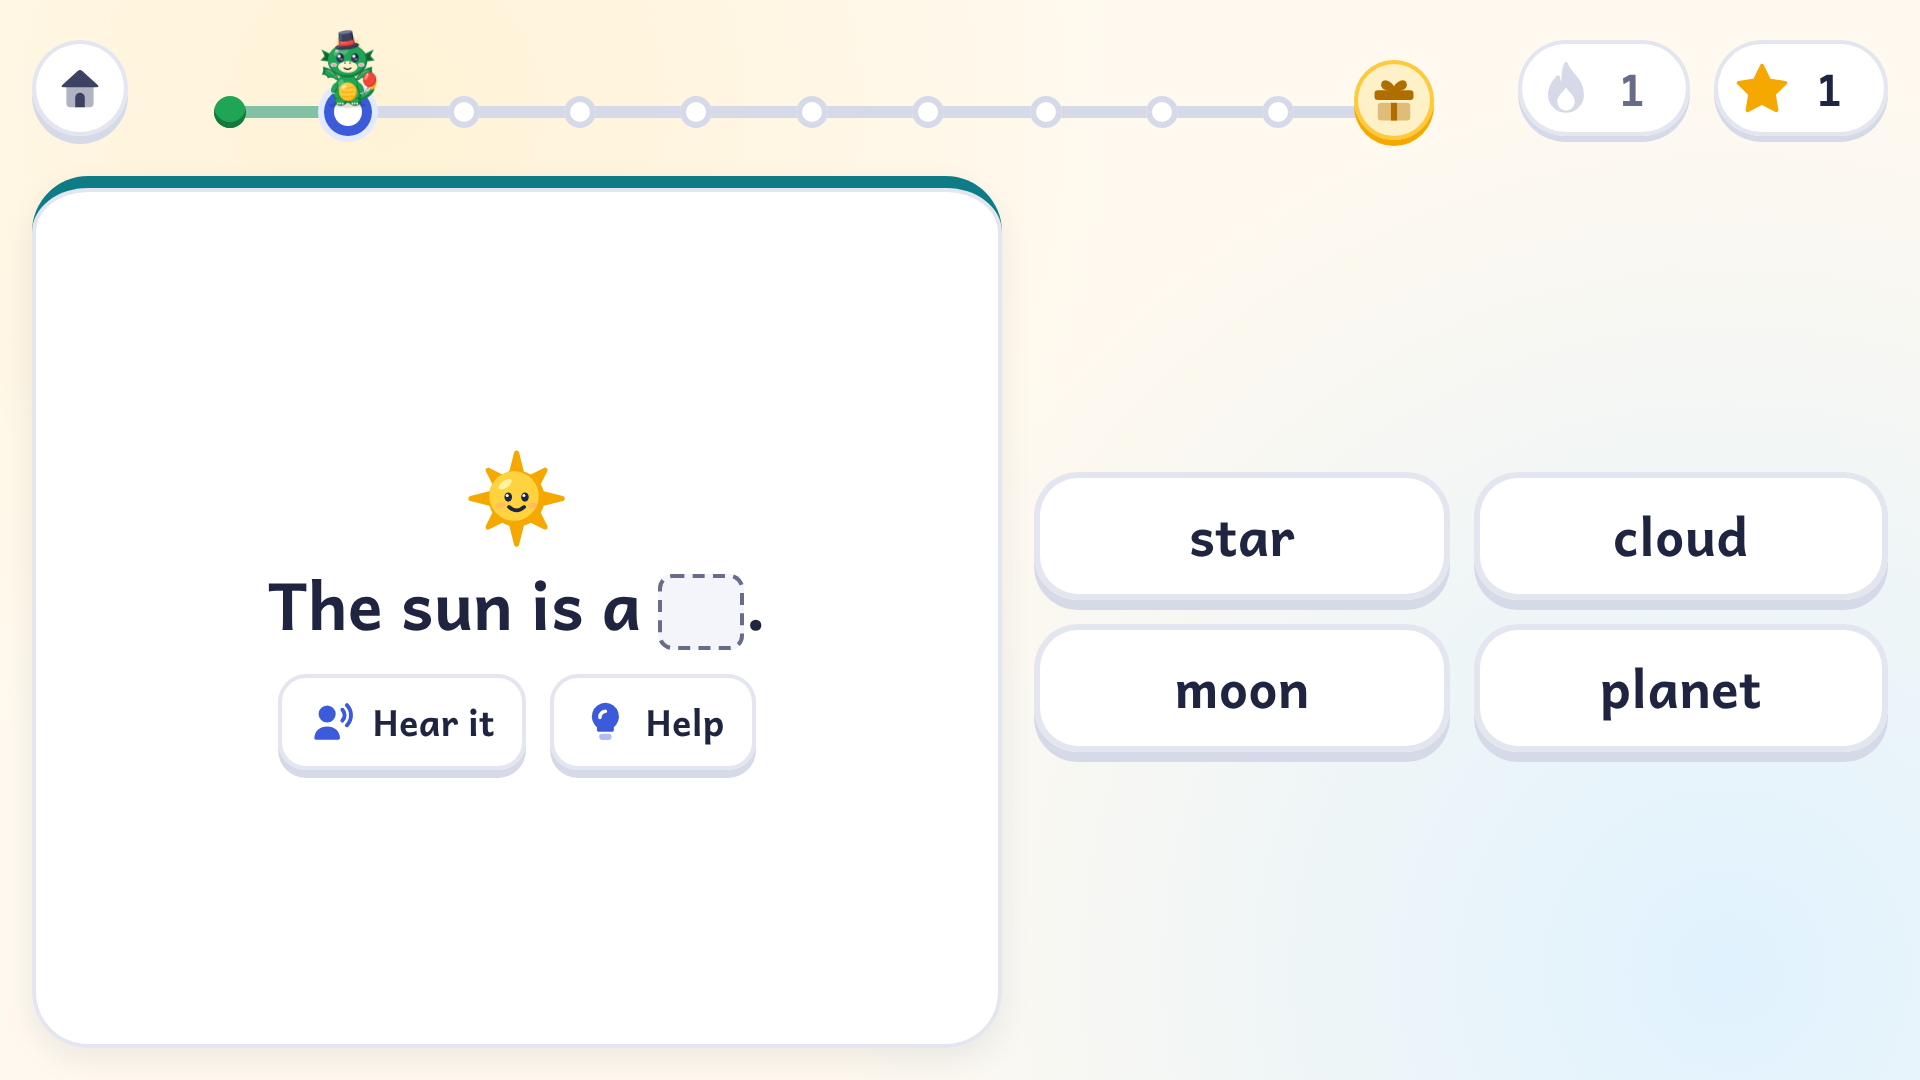 1
1
The sun is a .
Hear it
Help
star
cloud
moon
planet